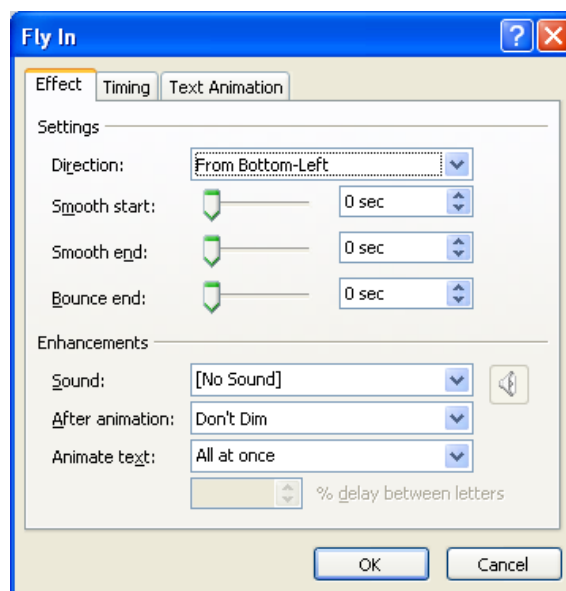 Fly In
Effect Timing Text Animation
Settings
Direction: From Bottom-Left
Smooth start: 0 sec
Smooth end: 0 sec
Bounce end: 0 sec
Enhancements
Sound: [No Sound]
After animation: Don't Dim
Animate text: All at once
% delay between letters
OK Cancel